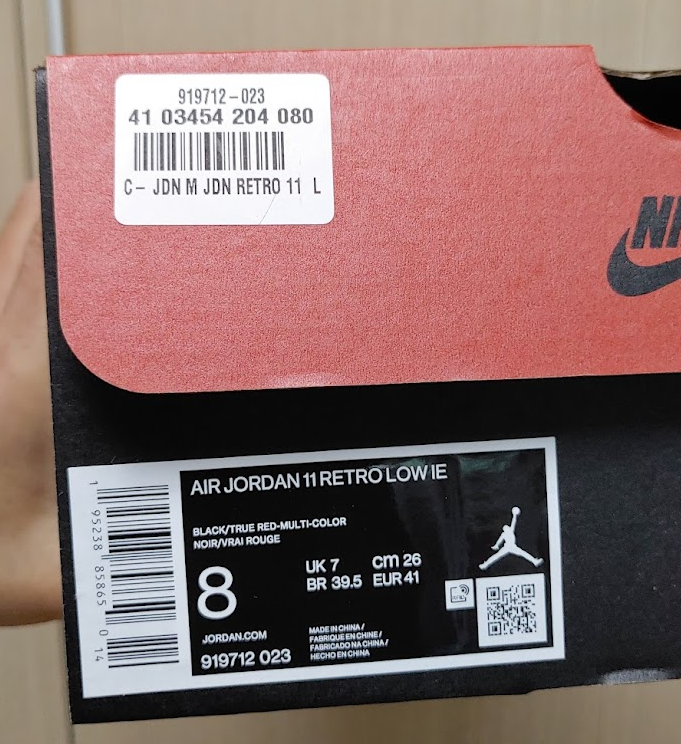 919712-023
41 03454 204 080
C- JDN M JDN RETRO 11 L
AIR JORDAN 11 RETRO LOW IE
BLACK/TRUE RED-MULTI-COLOR
NOIR/VRAI ROUGE
8
UK 7 cm 26
BR 39.5 EUR 41
JORDAN.COM
919712 023
MADE IN CHINA /
FABRIQUE EN CHINE /
FABRICADO NA CHINA /
HECHO EN CHINA
1 95238 85865 0 14